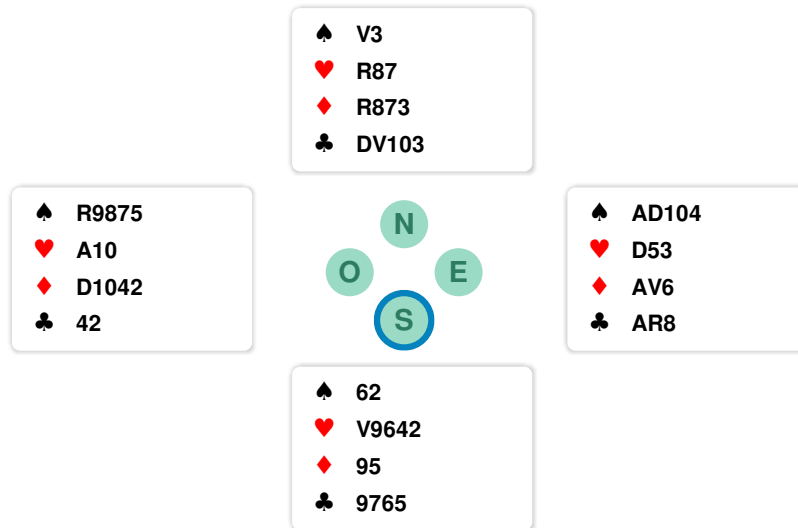 ♠ V3
♥ R87
♦ R873
♣ DV103
♠ R9875
♥ A10
♦ D1042
♣ 42
N
O E
S
♠ AD104
♥ D53
♦ AV6
♣ AR8
♠ 62
♥ V9642
♦ 95
♣ 9765